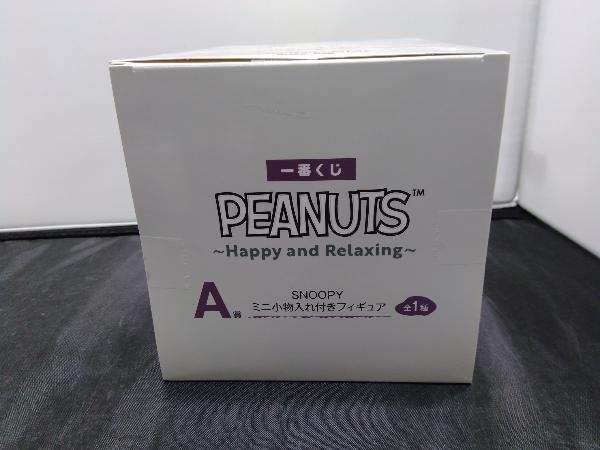 一番くじ
PEANUTS™
~Happy and Relaxing~
A賞
SNOOPY
ミニ小物入れ付きフィギュア
全1種